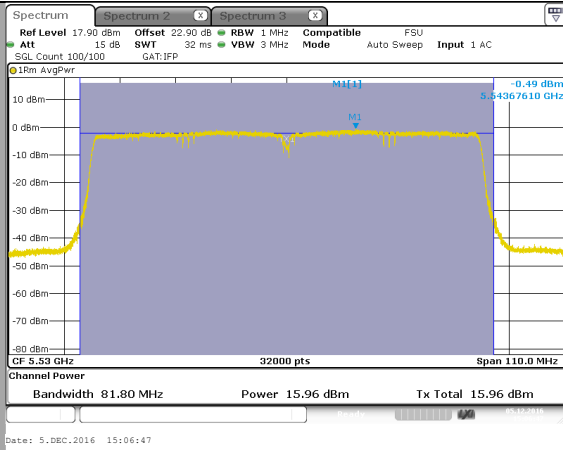 Spectrum Spectrum 2 X Spectrum 3 X
Ref Level 17.90 dBm Offset 22.90 dB RBW 1 MHz Compatible FSU
Att 15 dB SWT 32 ms VBW 3 MHz Mode Auto Sweep Input 1 AC
SGL Count 100/100 GAT:IFP
1Rm AvgPwr
M1[1] -0.49 dBm
5.54367610 GHz
10 dBm
M1
0 dBm
-10 dBm
-20 dBm
-30 dBm
-40 dBm
-50 dBm
-60 dBm
-70 dBm
-80 dBm
CF 5.53 GHz 32000 pts Span 110.0 MHz
Channel Power
Bandwidth 81.80 MHz Power 15.96 dBm Tx Total 15.96 dBm
Ready 05.12.2016
Date: 5.DEC.2016 15:06:47